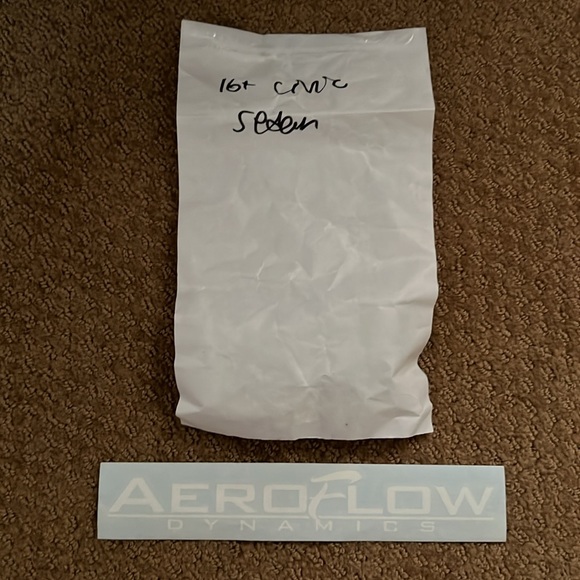 16+ Civic
Sedan
AEROFLOW
DYNAMICS